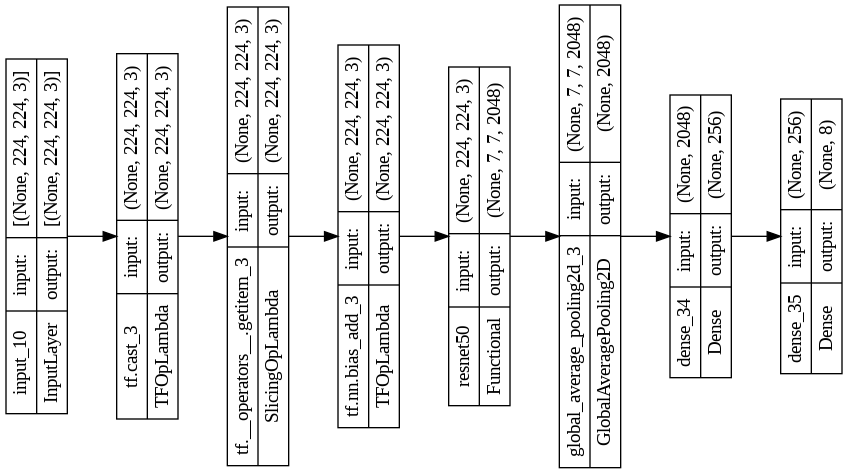 input_10 input: [(None, 224, 224, 3)]
InputLayer output: [(None, 224, 224, 3)]
tf.cast_3 input: (None, 224, 224, 3)
TFOpLambda output: (None, 224, 224, 3)
tf.__operators__.getitem_3 input: (None, 224, 224, 3)
SlicingOpLambda output: (None, 224, 224, 3)
tf.nn.bias_add_3 input: (None, 224, 224, 3)
TFOpLambda output: (None, 224, 224, 3)
resnet50 input: (None, 224, 224, 3)
Functional output: (None, 7, 7, 2048)
global_average_pooling2d_3 input: (None, 7, 7, 2048)
GlobalAveragePooling2D output: (None, 2048)
dense_34 input: (None, 2048)
Dense output: (None, 256)
dense_35 input: (None, 256)
Dense output: (None, 8)